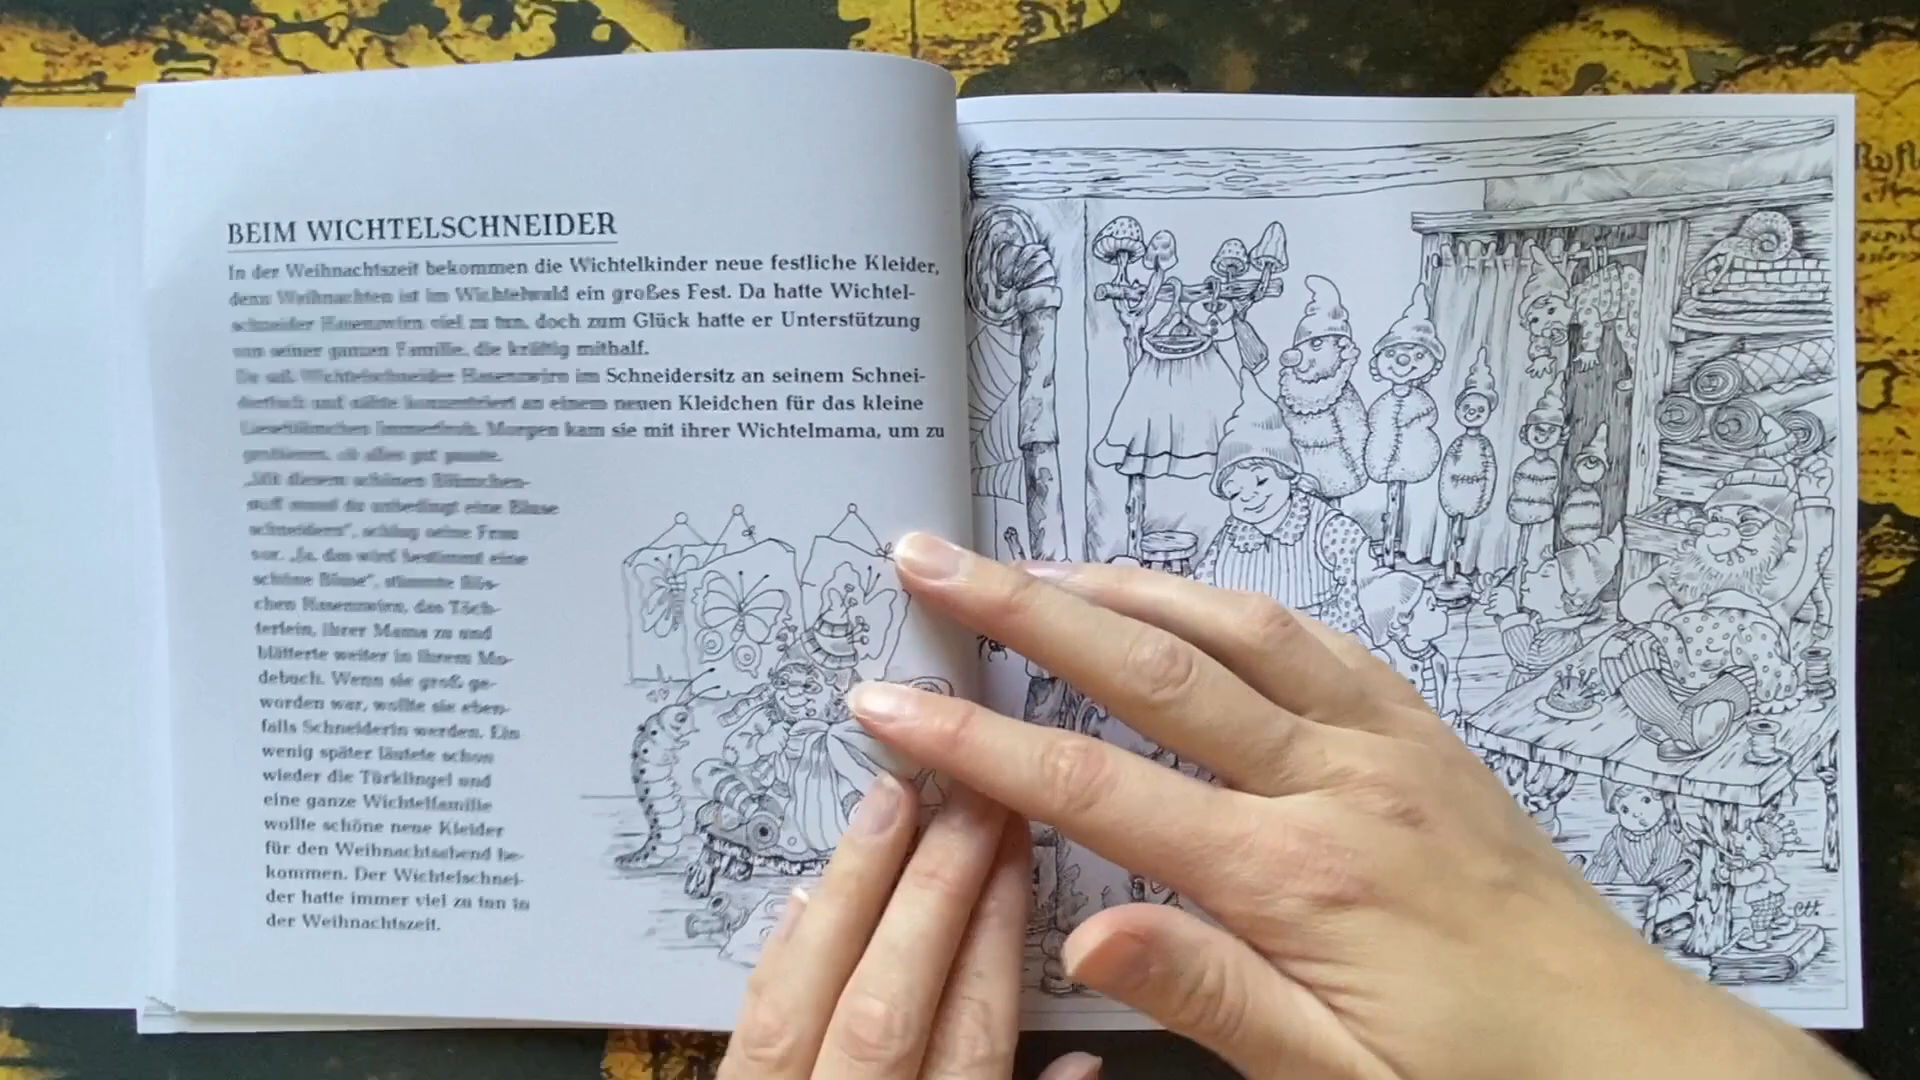 BEIM WICHTELSCHNEIDER
In der Weihnachtszeit bekommen die Wichtelkinder neue festliche Kleider,
denn Weihnachten ist im Wichtelwald ein großes Fest. Da hatte Wichtel-
schneider Hasenzwirn viel zu tun, doch zum Glück hatte er Unterstützung
von seiner ganzen Familie, die kräftig mithalf.
Da saß Wichtelschneider Hasenzwirn im Schneidersitz an seinem Schnei-
dertisch und nähte konzentriert an einem neuen Kleidchen für das kleine
Immerfroh. Morgen kam sie mit ihrer Wichtelmama, um zu
probieren, ob alles gut passte.
„Mit diesem schönen Blümchen-
stoff musst du unbedingt eine Bluse
schneidern“, schlug seine Frau
vor. „Ja, das wird bestimmt eine
schöne Bluse“, stimmte Rös-
chen Hasenzwirn, das Töch-
terlein, ihrer Mama zu und
blätterte weiter in ihrem Mo-
debuch. Wenn sie groß ge-
worden war, wollte sie eben-
falls Schneiderin werden. Ein
wenig später läutete schon
wieder die Türklingel und
eine ganze Wichtelfamilie
wollte schöne neue Kleider
für den Weihnachtsabend be-
kommen. Der Wichtelschnei-
der hatte immer viel zu tun in
der Weihnachtszeit.